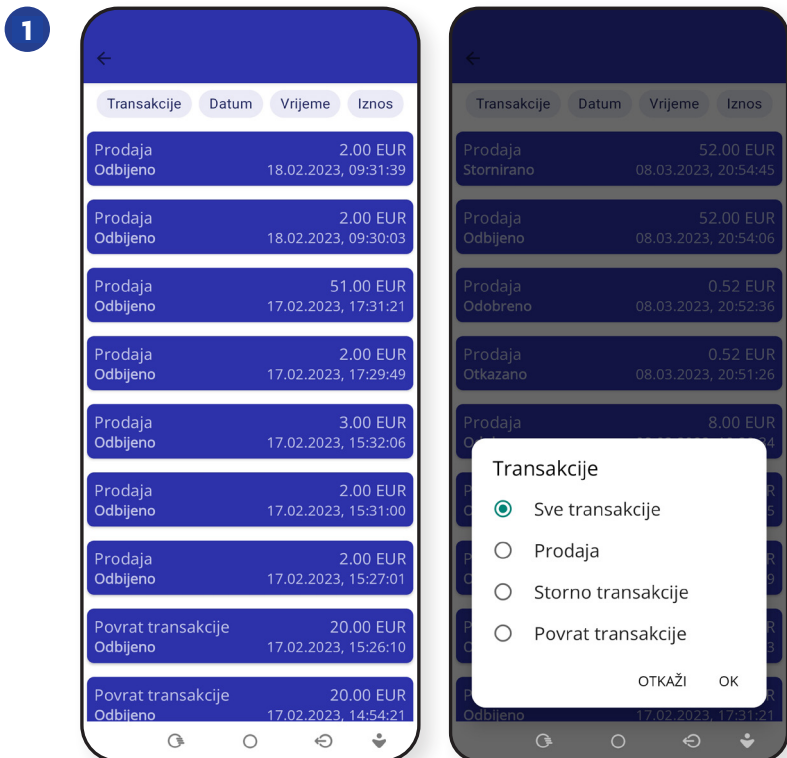 1
Transakcije Datum Vrijeme Iznos
Prodaja 2.00 EUR
Odbijeno 18.02.2023, 09:31:39
Prodaja 2.00 EUR
Odbijeno 18.02.2023, 09:30:03
Prodaja 51.00 EUR
Odbijeno 17.02.2023, 17:31:21
Prodaja 2.00 EUR
Odbijeno 17.02.2023, 17:29:49
Prodaja 3.00 EUR
Odbijeno 17.02.2023, 15:32:06
Prodaja 2.00 EUR
Odbijeno 17.02.2023, 15:31:00
Prodaja 2.00 EUR
Odbijeno 17.02.2023, 15:27:01
Povrat transakcije 20.00 EUR
Odbijeno 17.02.2023, 15:26:10
Povrat transakcije 20.00 EUR
Odbijeno 17.02.2023, 14:54:21
Transakcije Datum Vrijeme Iznos
Prodaja 52.00 EUR
Stornirano 08.03.2023, 20:54:45
Prodaja 52.00 EUR
Odbijeno 08.03.2023, 20:54:06
Prodaja 0.52 EUR
Odobreno 08.03.2023, 20:52:36
Prodaja 0.52 EUR
Otkazano 08.03.2023, 20:51:26
Prodaja 8.00 EUR
Transakcije
Sve transakcije
Prodaja
Storno transakcije
Povrat transakcije
OTKAŽI OK
Odbijeno 17.02.2023, 17:31:21